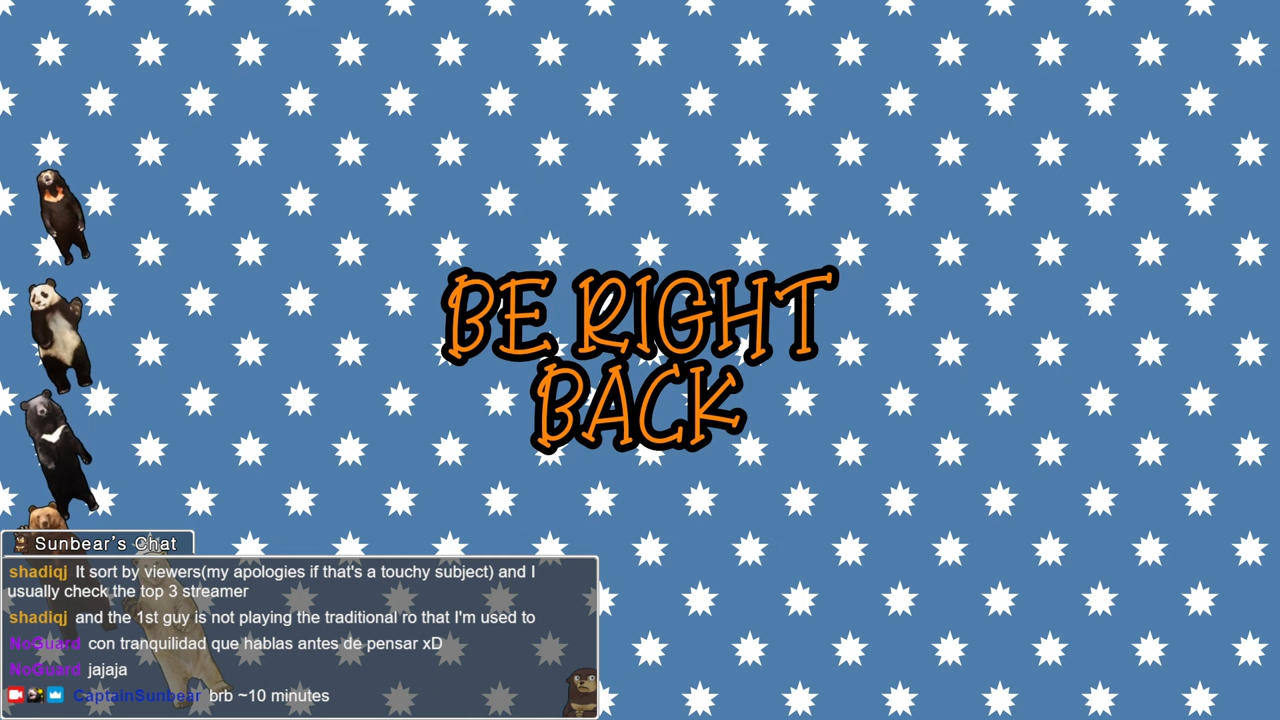 BE RIGHT
BACK
Sunbear's Chat
shadiqj It sort by viewers(my apologies if that's a touchy subject) and I
usually check the top 3 streamer
shadiqj and the 1st guy is not playing the traditional ro that I'm used to
NoGuard con tranquilidad que hablas antes de pensar xD
NoGuard jajaja
CaptainSunbear brb ~10 minutes